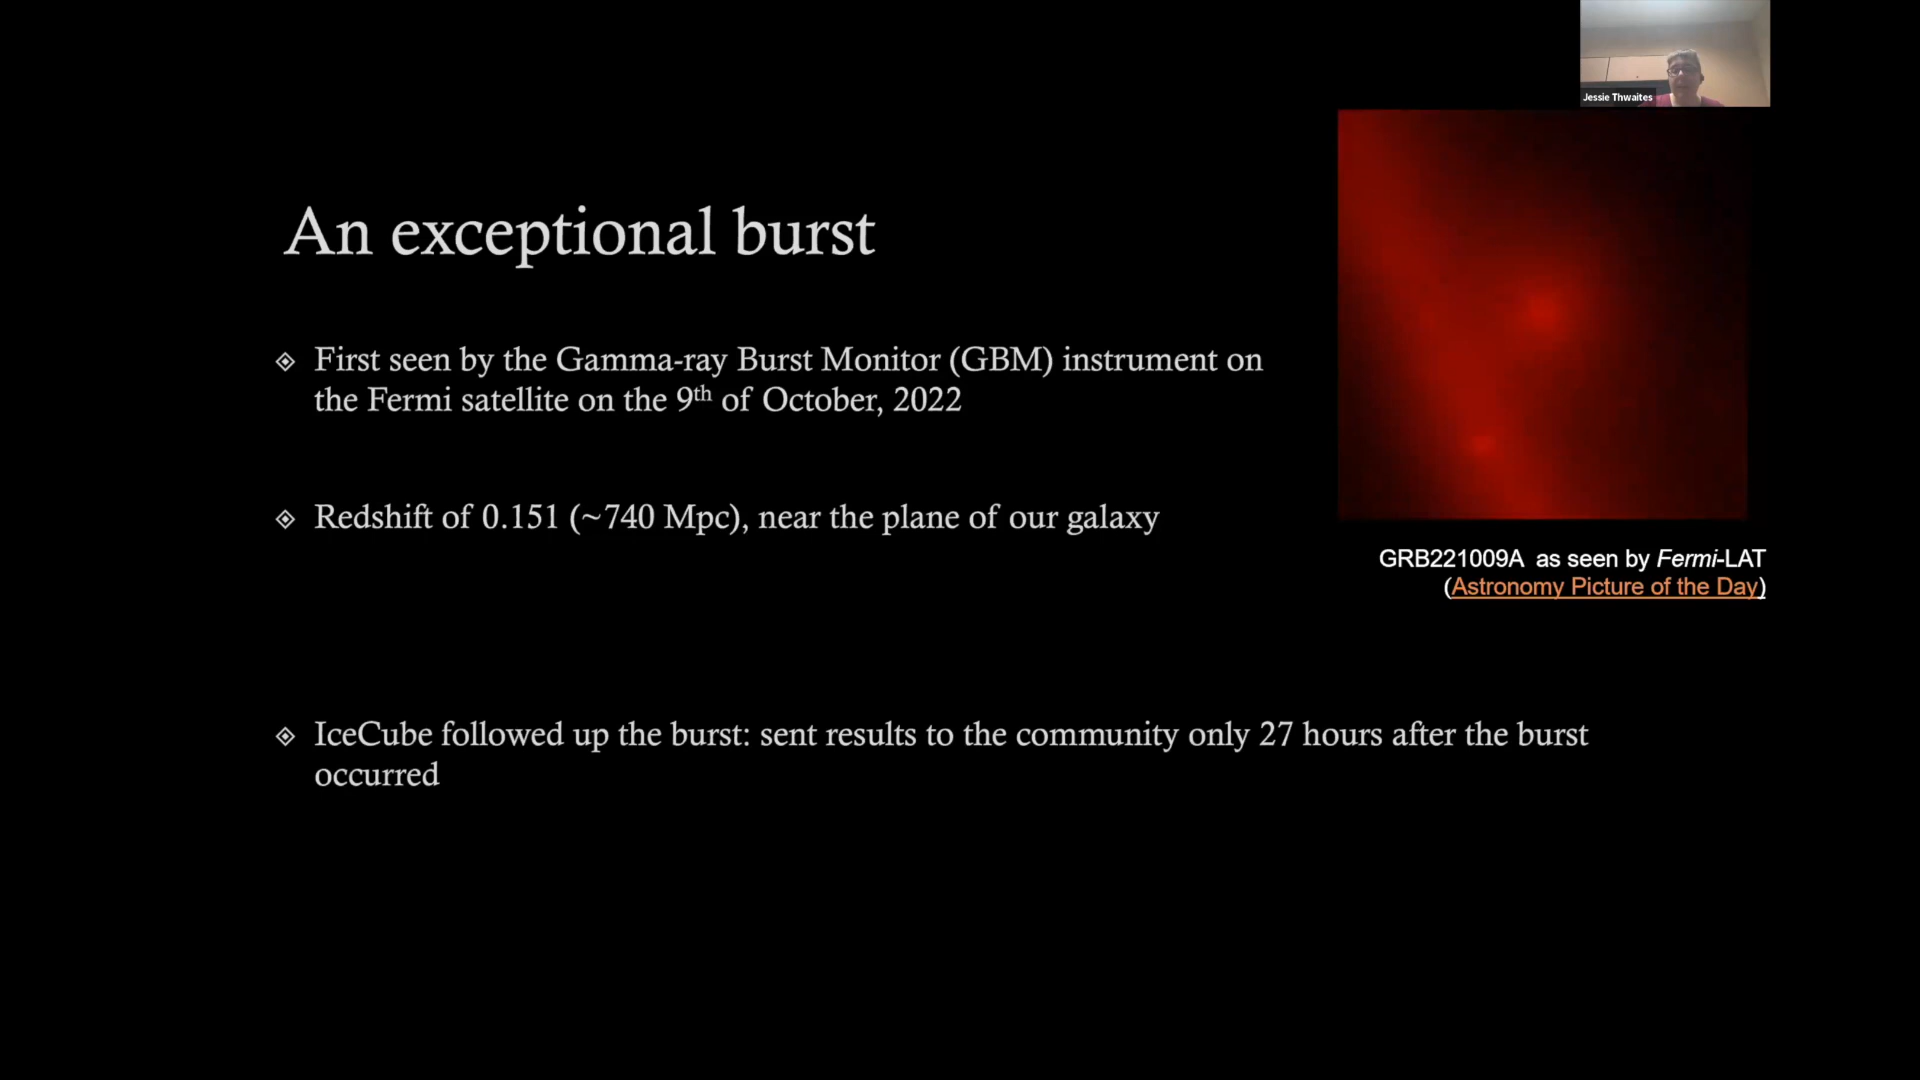 Jessie Thwaites
An exceptional burst
First seen by the Gamma-ray Burst Monitor (GBM) instrument on
the Fermi satellite on the 9th of October, 2022
Redshift of 0.151 (~740 Mpc), near the plane of our galaxy
GRB221009A as seen by Fermi-LAT
(Astronomy Picture of the Day)
IceCube followed up the burst: sent results to the community only 27 hours after the burst
occurred